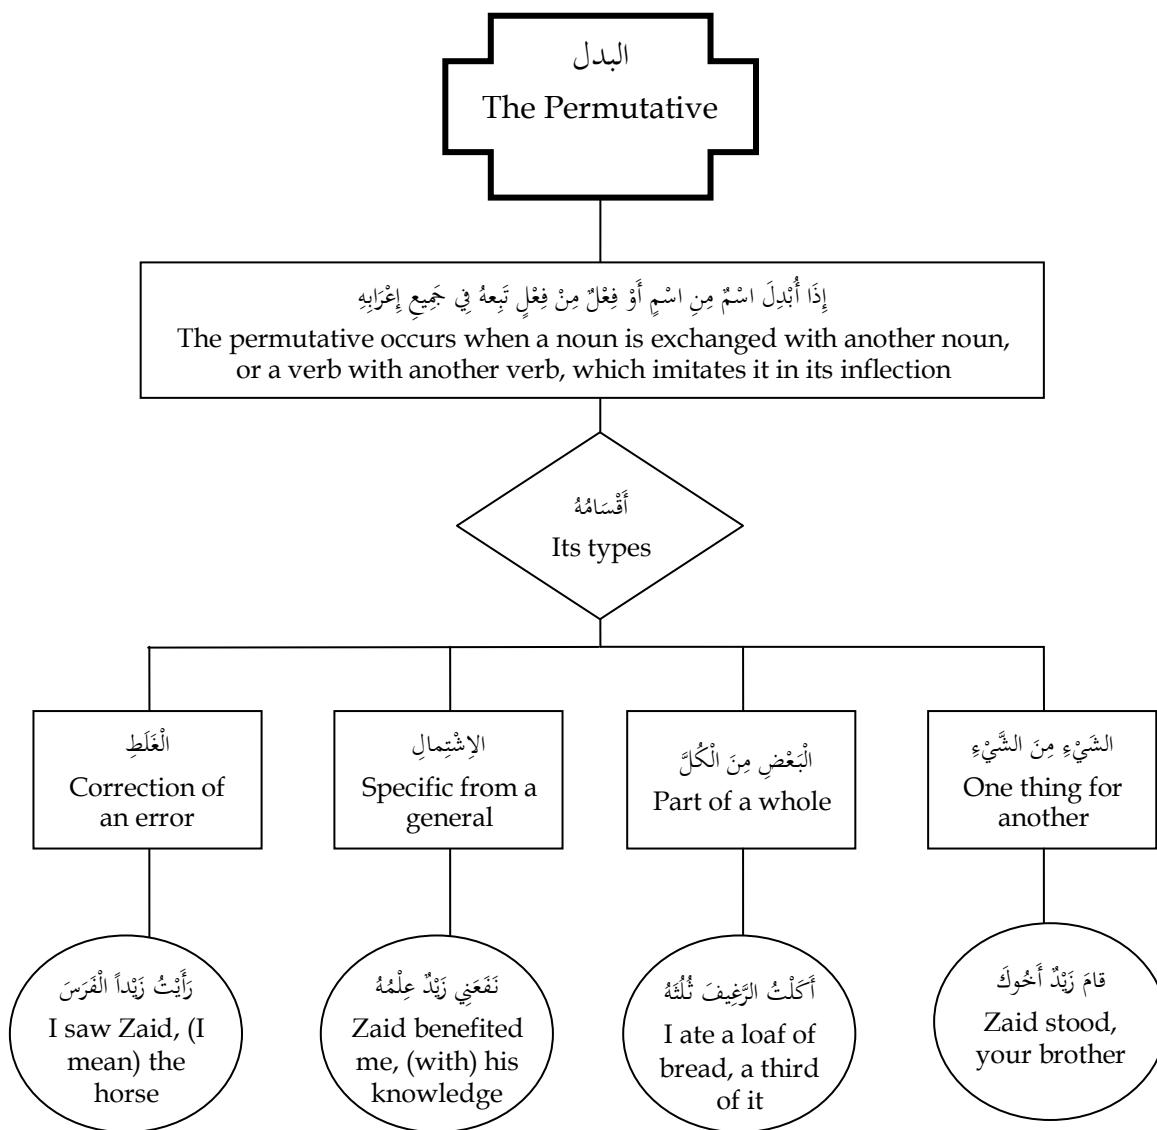 البدل
The Permutative
إِذَا أُبْدِلَ اسْمٌ مِنِ اسْمٍ أَوْ فِعْلٌ مِنْ فِعْلٍ تَبِعهُ فِي جَمِيعِ إِعْرَابِهِ
The permutative occurs when a noun is exchanged with another noun,
or a verb with another verb, which imitates it in its inflection
أَقْسَامُهُ
Its types
الْغَلَطِ
Correction of
an error
الاِشْتِمالِ
Specific from a
general
الْبَعْضِ مِنَ الْكُلَّ
Part of a whole
الشَيْءِ مِنَ الشَّيْءِ
One thing for
another
رَأَيْتُ زَيْداً الْفَرَسَ
I saw Zaid, (I
mean) the
horse
نَفَعَنِي زَيْدٌ عِلْمُهُ
Zaid benefited
me, (with) his
knowledge
أَكَلْتُ الرَّغِيفَ ثُلُثَهُ
I ate a loaf of
bread, a third
of it
قامَ زَيْدٌ أَخُوكَ
Zaid stood,
your brother